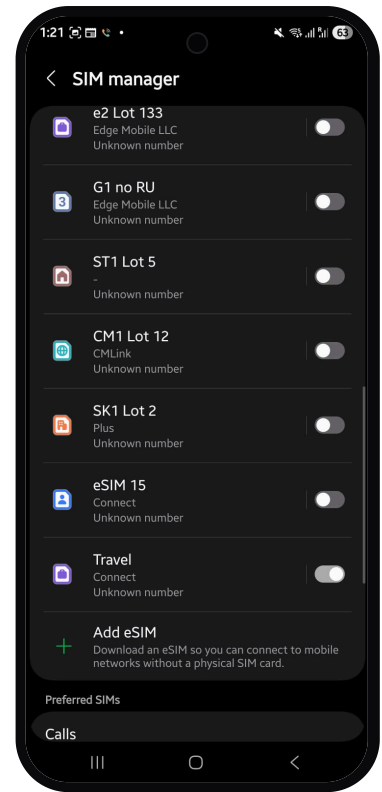 1:21
63
SIM manager
e2 Lot 133
Edge Mobile LLC
Unknown number
3
G1 no RU
Edge Mobile LLC
Unknown number
ST1 Lot 5
-
Unknown number
CM1 Lot 12
CMLink
Unknown number
SK1 Lot 2
Plus
Unknown number
eSIM 15
Connect
Unknown number
Travel
Connect
Unknown number
Add eSIM
Download an eSIM so you can connect to mobile
networks without a physical SIM card.
Preferred SIMs
Calls